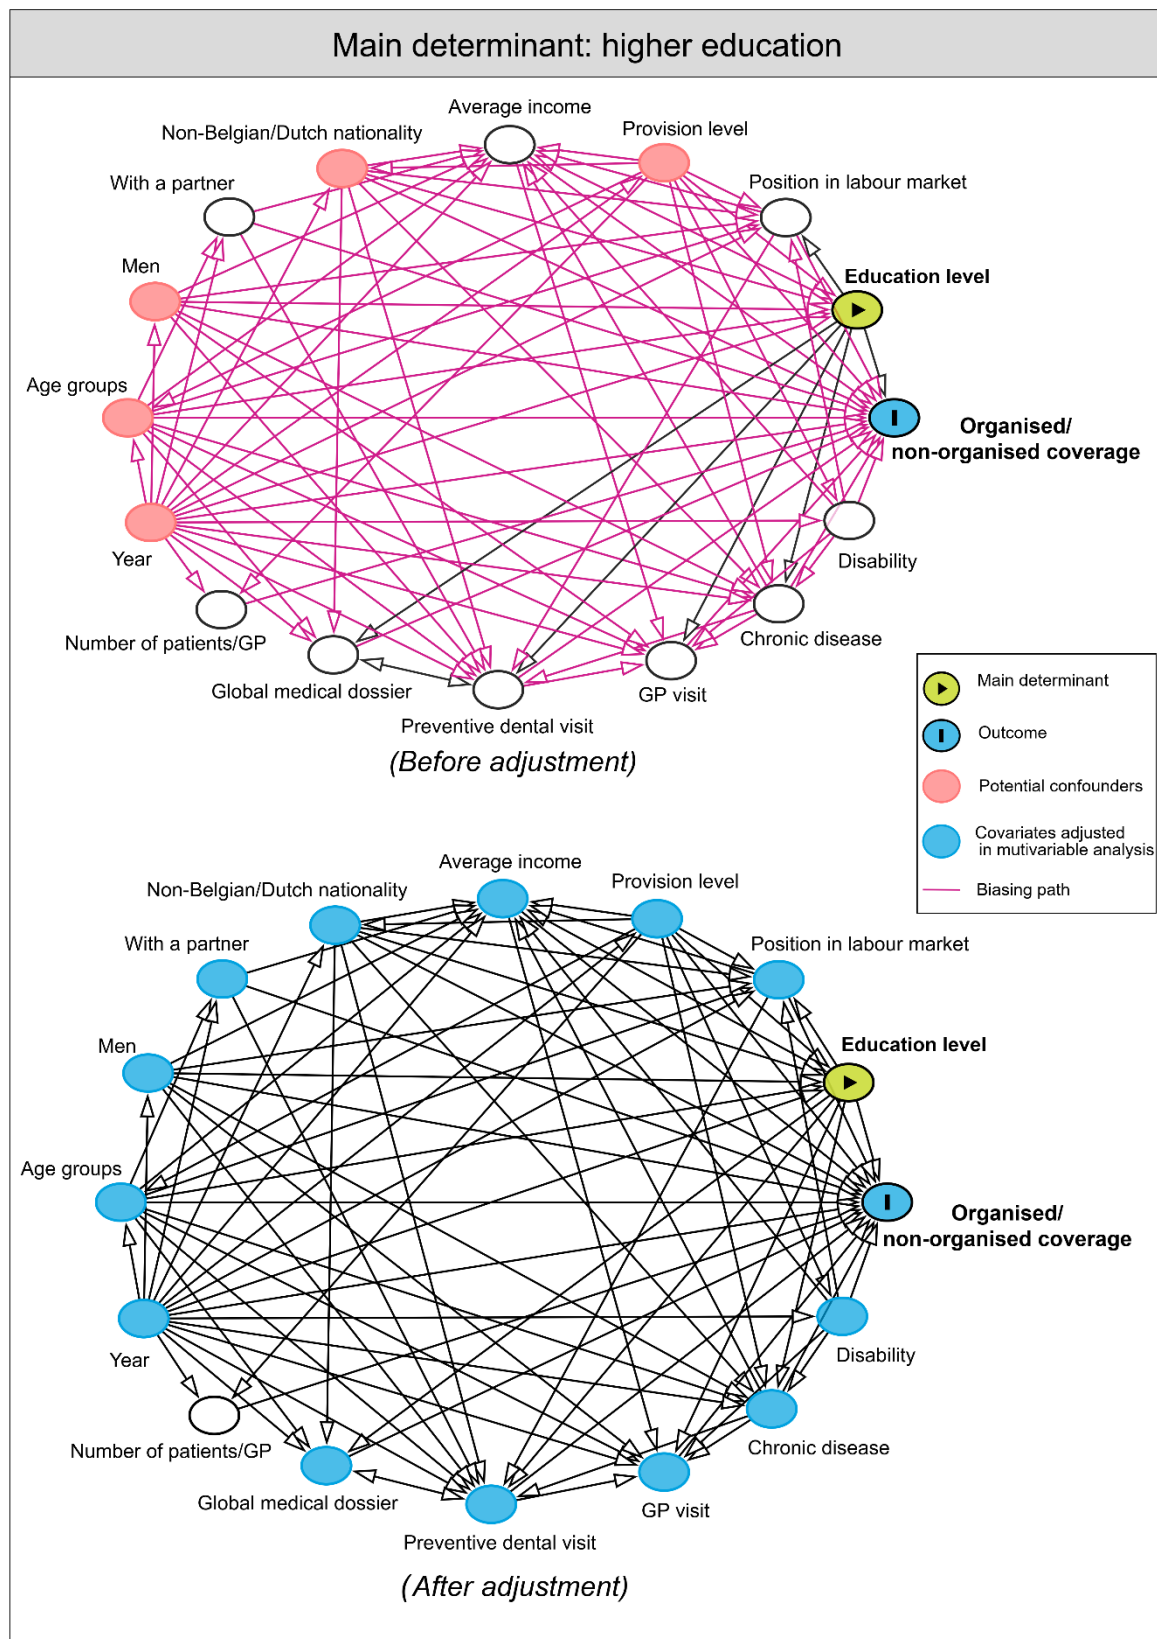 Main determinant: higher education
Average income
Non-Belgian/Dutch nationality
Provision level
With a partner
Position in labour market
Men
Education level
Age groups
Organised/
non-organised coverage
Year
Disability
Number of patients/GP
Chronic disease
Global medical dossier
GP visit
Preventive dental visit
(Before adjustment)
Main determinant
Outcome
Potential confounders
Covariates adjusted
in mutivariable analysis
Biasing path
Average income
Non-Belgian/Dutch nationality
Provision level
With a partner
Position in labour market
Men
Education level
Age groups
Organised/
non-organised coverage
Year
Disability
Number of patients/GP
Chronic disease
Global medical dossier
GP visit
Preventive dental visit
(After adjustment)